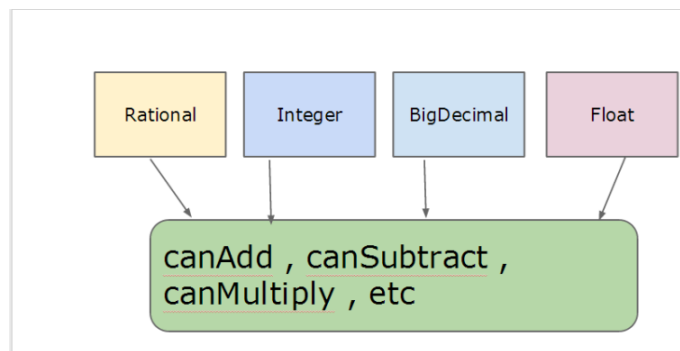 Rational
Integer
BigDecimal
Float
canAdd , canSubtract ,
canMultiply , etc